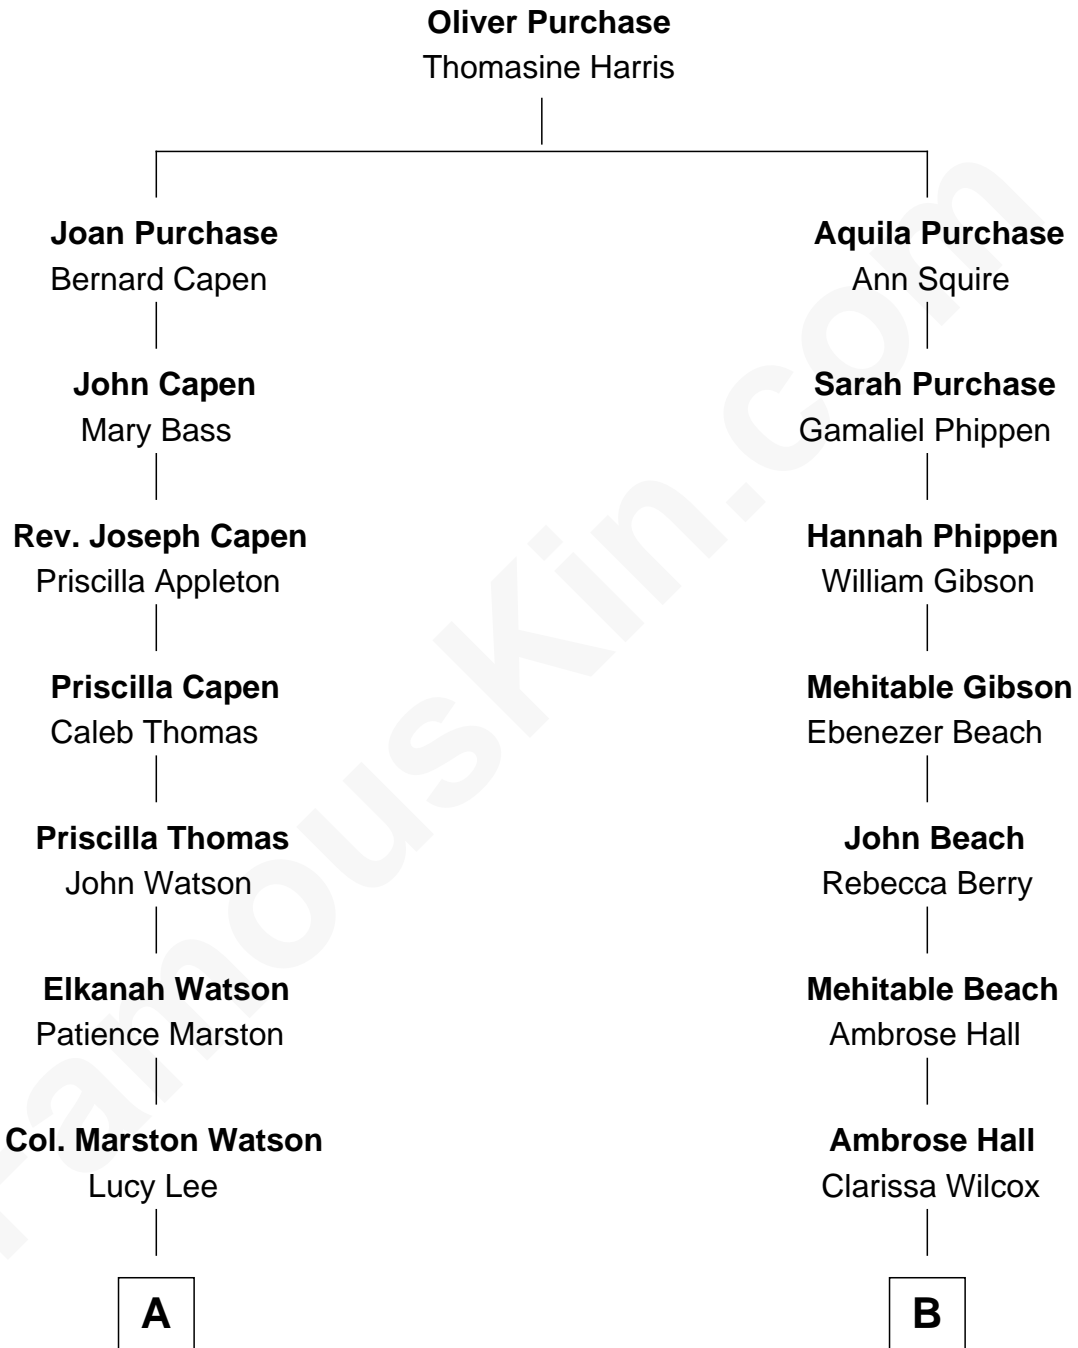 Oliver Purchase
Thomasine Harris
Joan Purchase
Bernard Capen
John Capen
Mary Bass
Rev. Joseph Capen
Priscilla Appleton
Priscilla Capen
Caleb Thomas
Priscilla Thomas
John Watson
Elkanah Watson
Patience Marston
Col. Marston Watson
Lucy Lee
A
Aquila Purchase
Ann Squire
Sarah Purchase
Gamaliel Phippen
Hannah Phippen
William Gibson
Mehitable Gibson
Ebenezer Beach
John Beach
Rebecca Berry
Mehitable Beach
Ambrose Hall
Ambrose Hall
Clarissa Wilcox
B
FamousKin.com